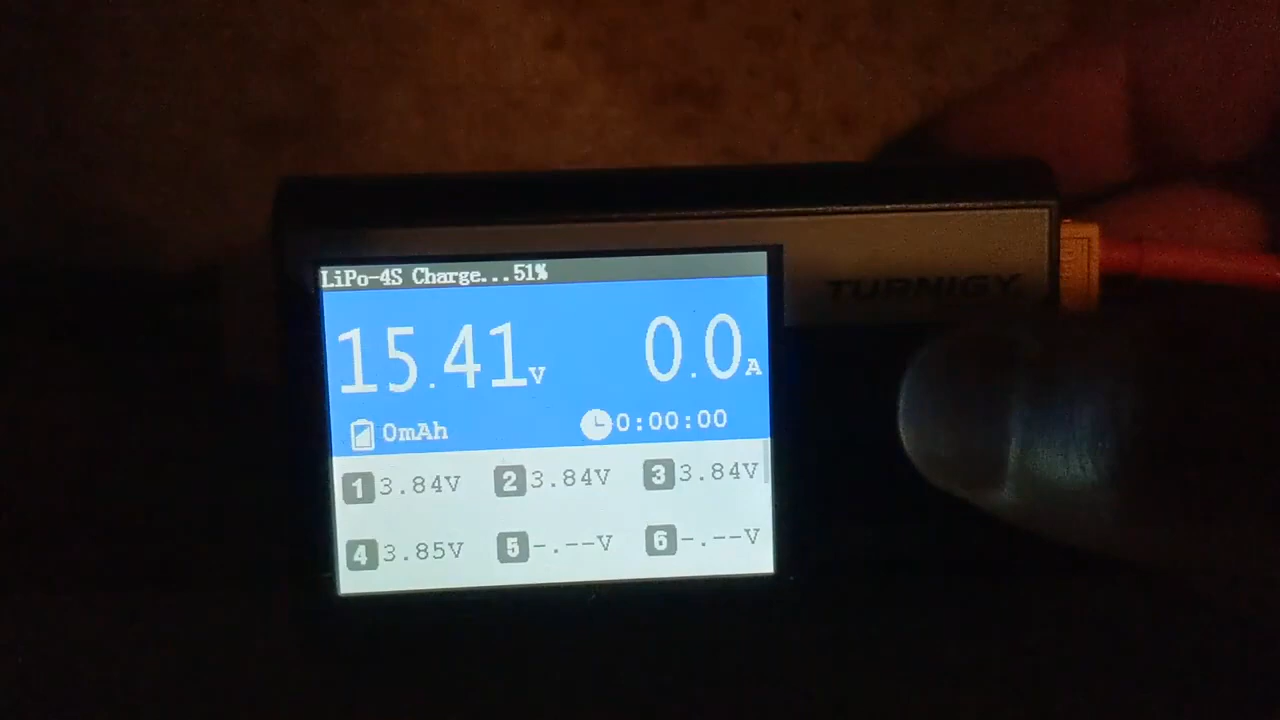 TURNIGY
LiPo-4S Charge...51%
15.41V 0.0A
0mAh 0:00:00
1 3.84V 2 3.84V 3 3.84V
4 3.85V 5 -.--V 6 -.--V